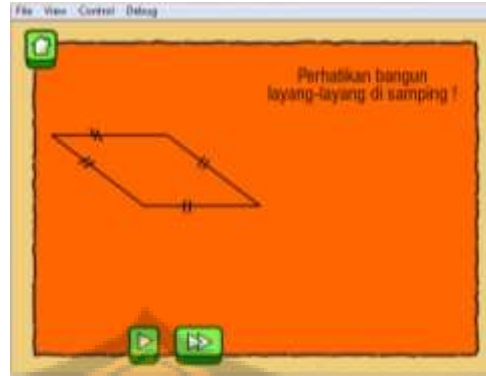 File View Control Debug
Perhatikan bangun
layang-layang di samping !